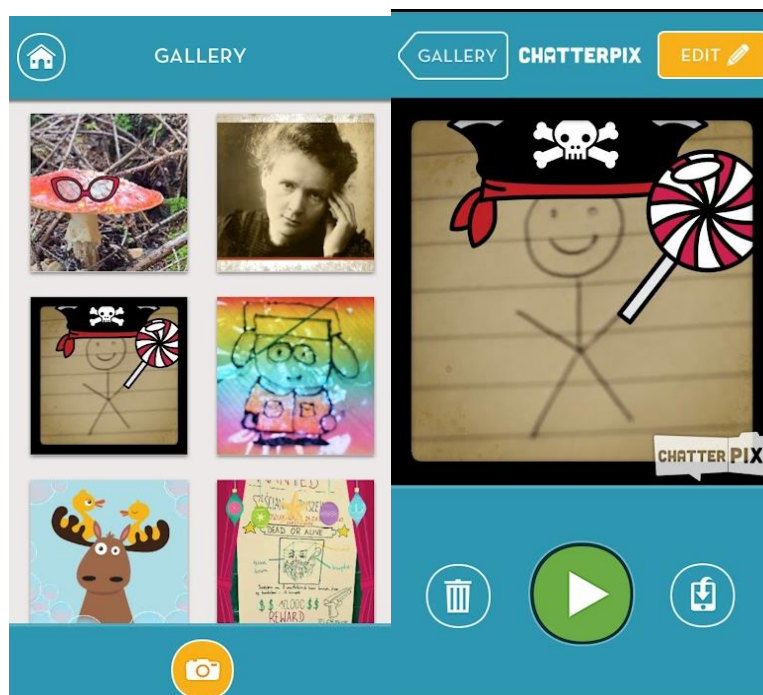 GALLERY
WANTED
DEAD OR ALIVE
$$ 10.000 $$
REWARD
GALLERY
CHATTERPIX
EDIT
CHATTER PIX